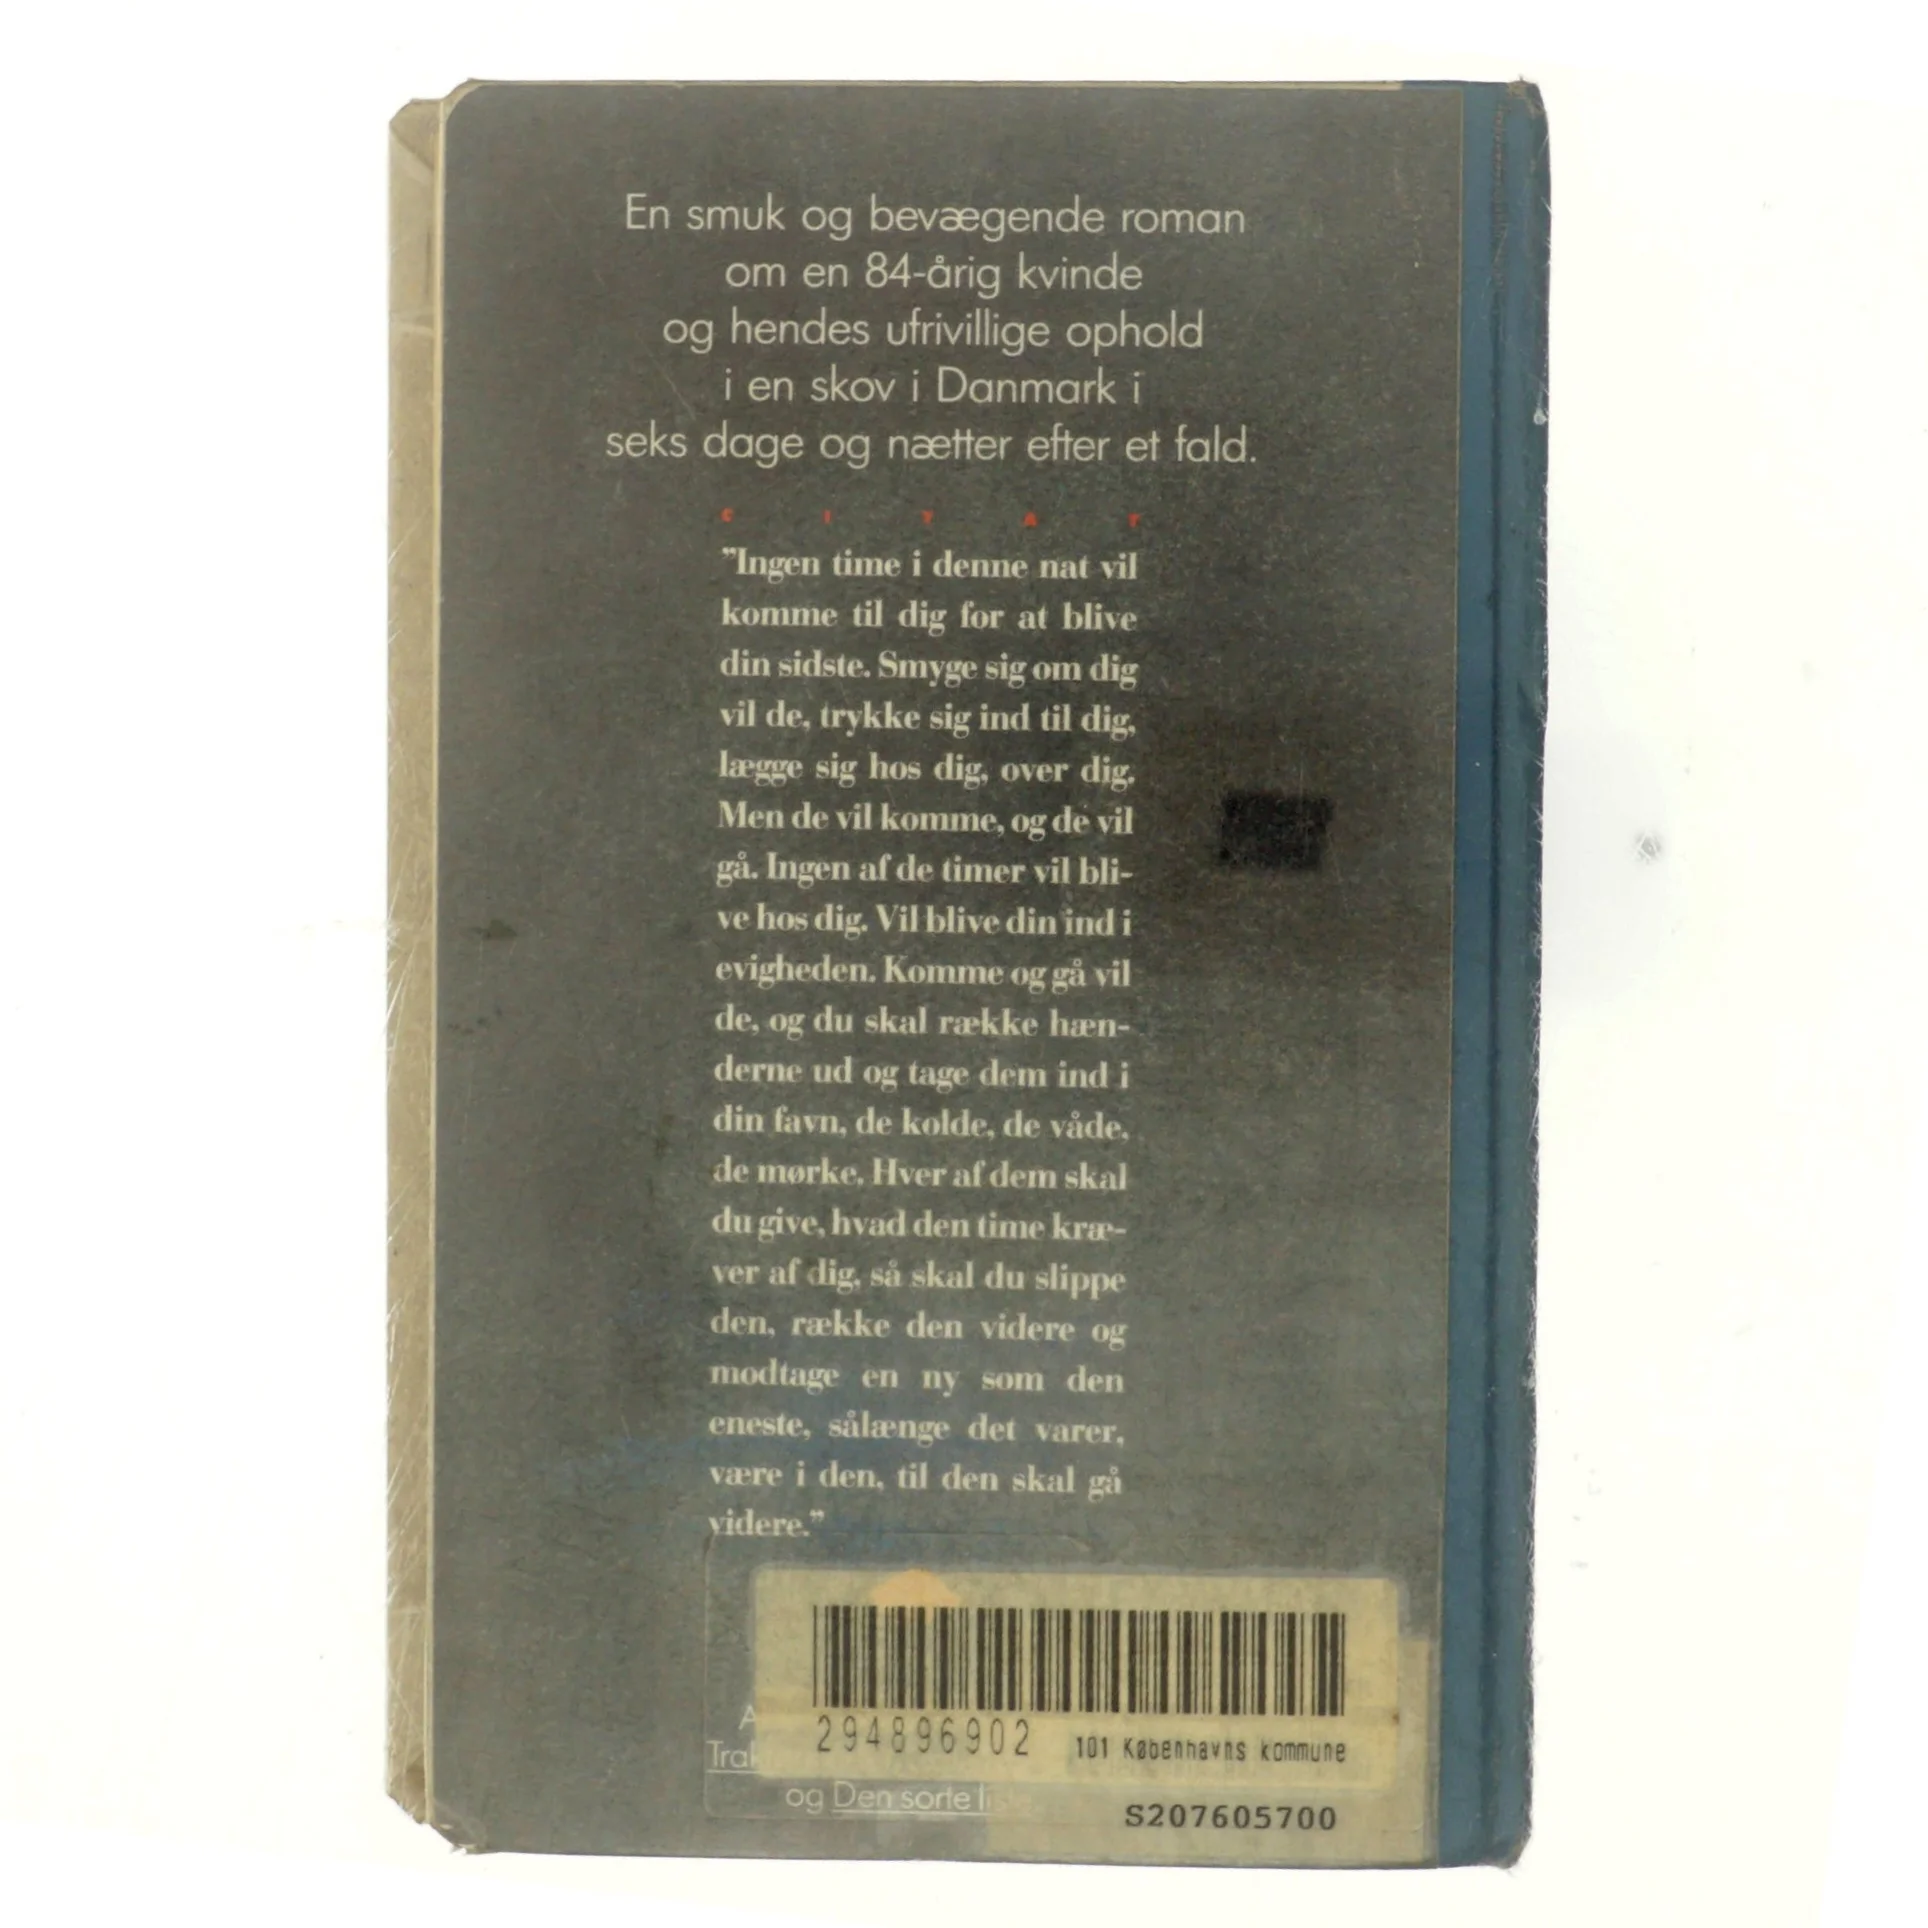 En smuk og bevægende roman
om en 84-årig kvinde
og hendes ufrivillige ophold
i en skov i Danmark i
seks dage og nætter efter et fald.
C I T A T
”Ingen time i denne nat vil
komme til dig for at blive
din sidste. Smyge sig om dig
vil de, trykke sig ind til dig,
lægge sig hos dig, over dig.
Men de vil komme, og de vil
gå. Ingen af de timer vil bli-
ve hos dig. Vil blive din ind i
evigheden. Komme og gå vil
de, og du skal række hæn-
derne ud og tage dem ind i
din favn, de kolde, de våde,
de mørke. Hver af dem skal
du give, hvad den time kræ-
ver af dig, så skal du slippe
den, række den videre og
modtage en ny som den
eneste, sålænge det varer,
være i den, til den skal gå
videre.”
294896902 101 Københavns kommune
og Den sorte liste
S207605700